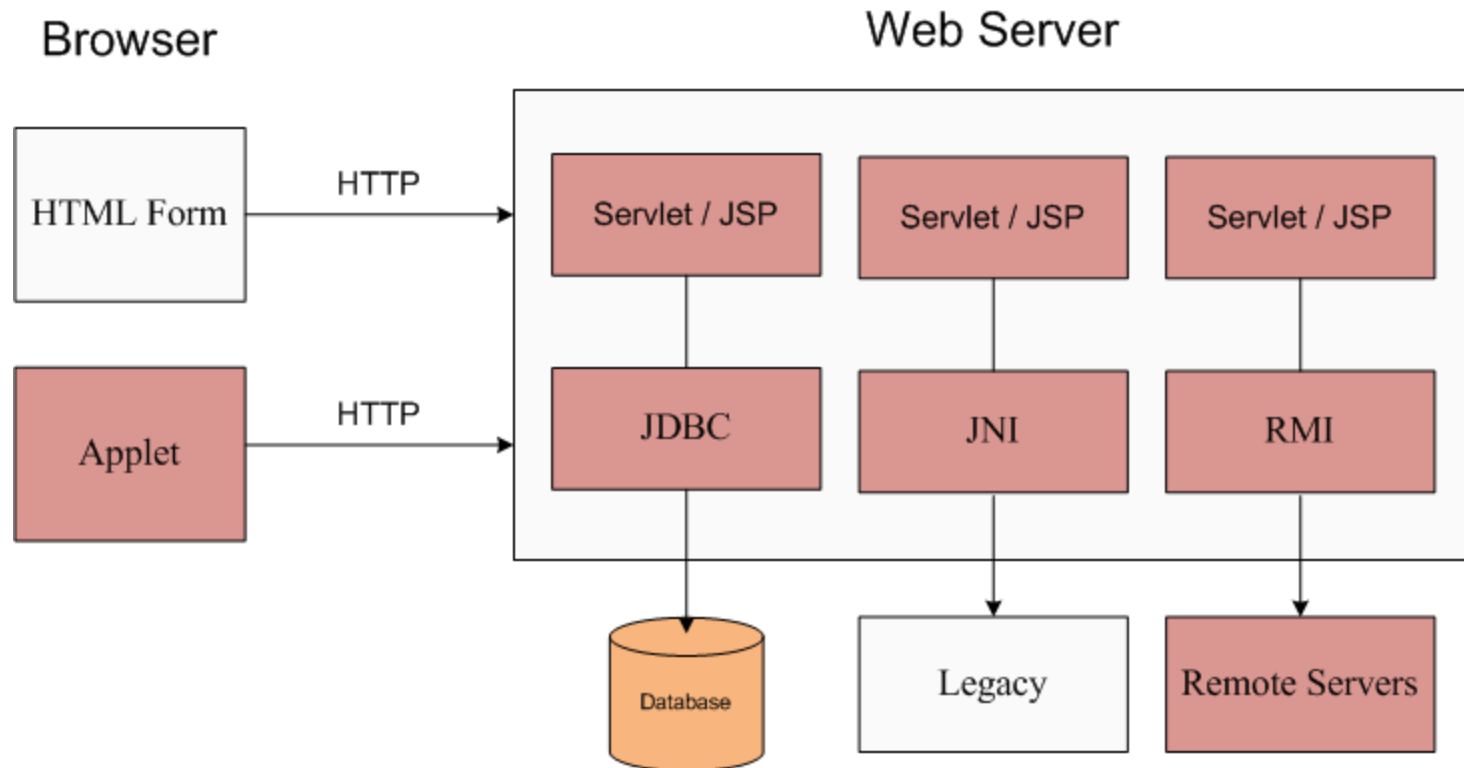 Browser
Web Server
HTML Form
HTTP
Servlet / JSP
Servlet / JSP
Servlet / JSP
Applet
HTTP
JDBC
JNI
RMI
Database
Legacy
Remote Servers